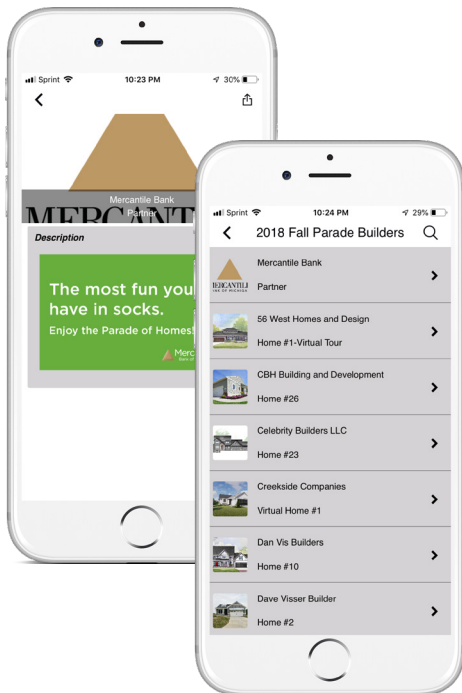 Sprint 10:23 PM 30%
Mercantile Bank
Partner
Description
The most fun you
have in socks.
Enjoy the Parade of Homes!
Sprint 10:24 PM 29%
2018 Fall Parade Builders
MERCANTILE
Mercantile Bank
Partner
56 West Homes and Design
Home #1-Virtual Tour
CBH Building and Development
Home #26
Celebrity Builders LLC
Home #23
Creekside Companies
Virtual Home #1
Dan Vis Builders
Home #10
Dave Visser Builder
Home #2